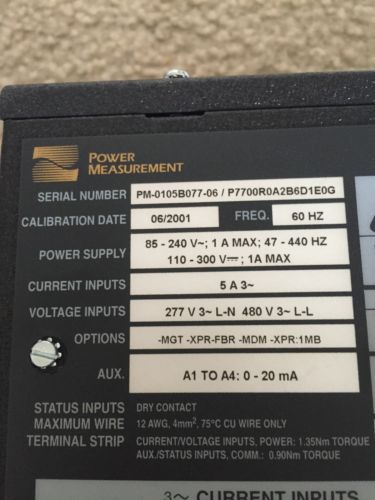 POWER
MEASUREMENT
SERIAL NUMBER PM-0105B077-06 / P7700R0A2B6D1E0G
CALIBRATION DATE 06/2001 FREQ. 60 HZ
POWER SUPPLY 85 - 240 V~; 1 A MAX; 47 - 440 HZ
110 - 300 V⎓; 1A MAX
CURRENT INPUTS 5 A 3~
VOLTAGE INPUTS 277 V 3~ L-N 480 V 3~ L-L
OPTIONS -MGT -XPR-FBR -MDM -XPR:1MB
AUX. A1 TO A4: 0 - 20 mA
STATUS INPUTS DRY CONTACT
MAXIMUM WIRE 12 AWG, 4mm², 75°C CU WIRE ONLY
TERMINAL STRIP CURRENT/VOLTAGE INPUTS, POWER: 1.35Nm TORQUE
AUX./STATUS INPUTS, COMM.: 0.90Nm TORQUE
3~ CURRENT INPUTS